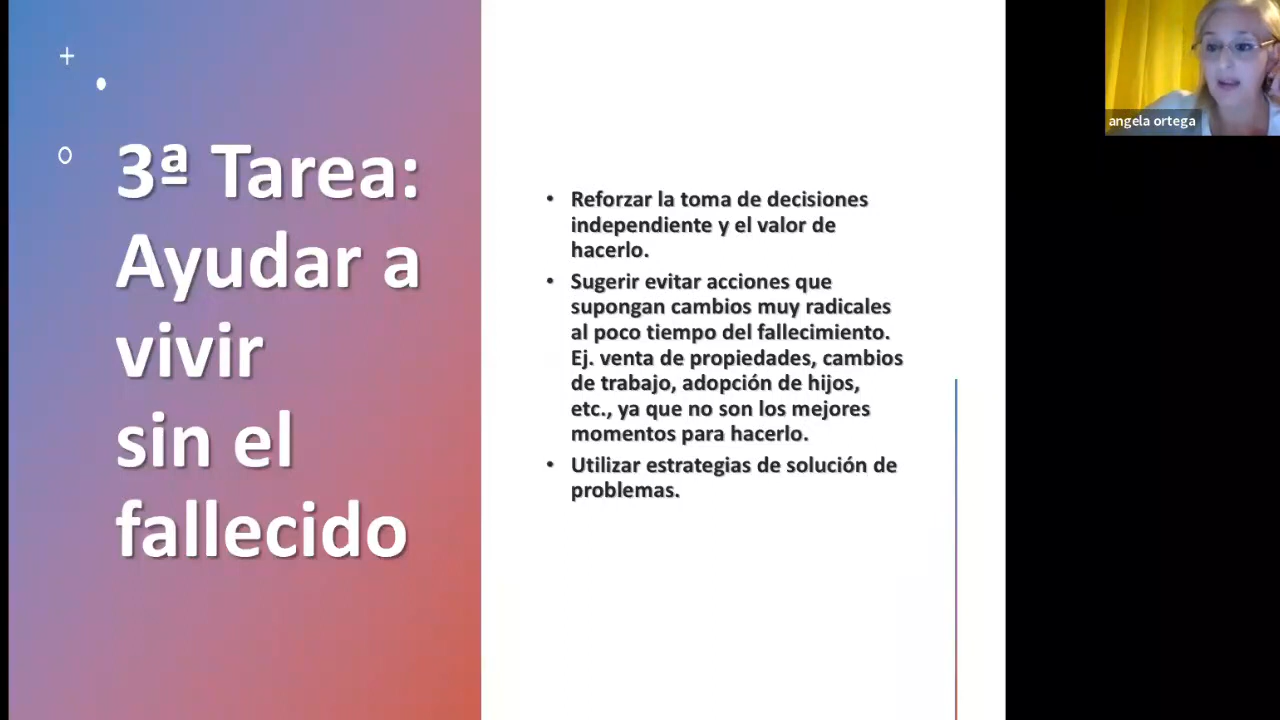 3ª Tarea:
Ayudar a
vivir
sin el
fallecido
• Reforzar la toma de decisiones
independiente y el valor de
hacerlo.
• Sugerir evitar acciones que
supongan cambios muy radicales
al poco tiempo del fallecimiento.
Ej. venta de propiedades, cambios
de trabajo, adopción de hijos,
etc., ya que no son los mejores
momentos para hacerlo.
• Utilizar estrategias de solución de
problemas.
angela ortega